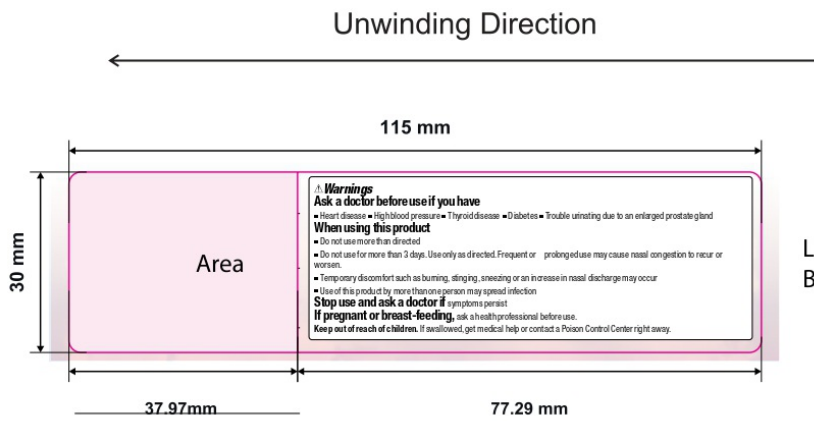 Unwinding Direction
115 mm
30 mm
Area
⚠Warnings
Ask a doctor before use if you have
▪ Heart disease ▪ High blood pressure ▪ Thyroid disease ▪ Diabetes ▪ Trouble urinating due to an enlarged prostate gland
When using this product
▪ Do not use more than directed
▪ Do not use for more than 3 days. Use only as directed. Frequent or prolonged use may cause nasal congestion to recur or
worsen.
▪ Temporary discomfort such as burning, stinging, sneezing or an increase in nasal discharge may occur
▪ Use of this product by more than one person may spread infection
Stop use and ask a doctor if symptoms persist
If pregnant or breast-feeding, ask a health professional before use.
Keep out of reach of children. If swallowed, get medical help or contact a Poison Control Center right away.
L
B
37.97mm
77.29 mm